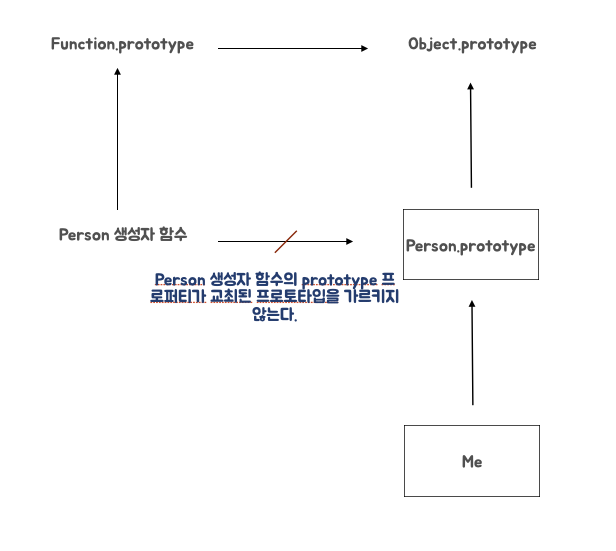 Function.prototype
Object.prototype
Person 생성자 함수
Person.prototype
Person 생성자 함수의 prototype 프
로퍼티가 교최된 프로토타입을 가르키지
않는다.
Me